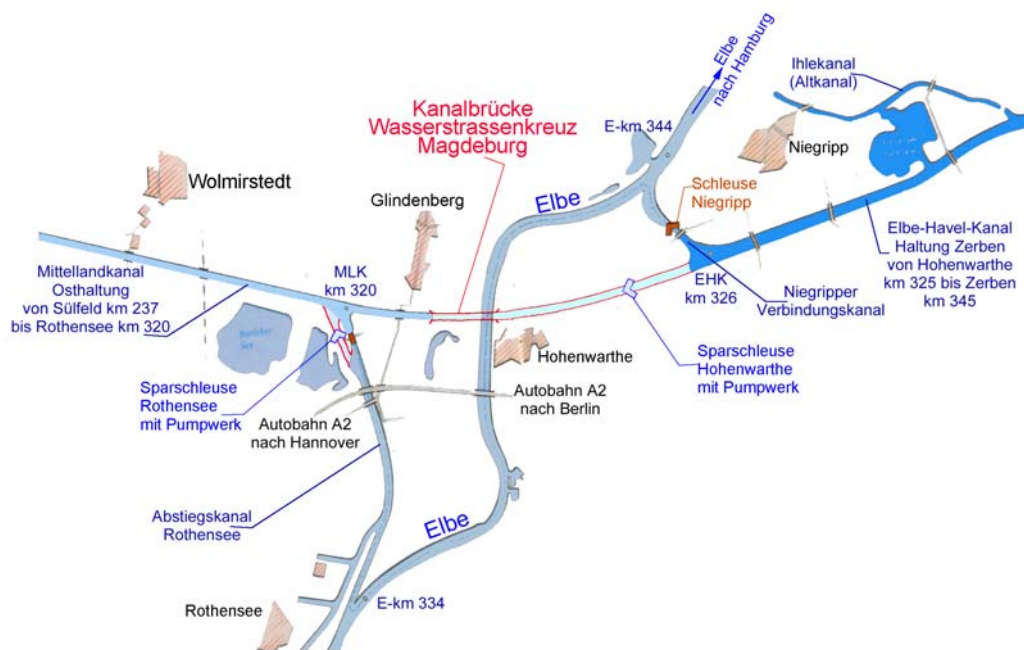 Elbe
nach Hamburg
Ihlekanal
(Altkanal)
Kanalbrücke
Wasserstrassenkreuz
Magdeburg
E-km 344
Niegripp
Wolmirstedt
Glindenberg
Elbe
Schleuse
Niegripp
Mittellandkanal
Osthaltung
von Sülfeld km 237
bis Rothensee km 320
MLK
km 320
EHK
km 326
Niegripper
Verbindungskanal
Elbe-Havel-Kanal
Haltung Zerben
von Hohenwarthe
km 325 bis Zerben
km 345
Hohenwarthe
Sparschleuse
Hohenwarthe
mit Pumpwerk
Sparschleuse
Rothensee
mit Pumpwerk
Autobahn A2
nach Hannover
Autobahn A2
nach Berlin
Abstiegskanal
Rothensee
Elbe
Rothensee
E-km 334